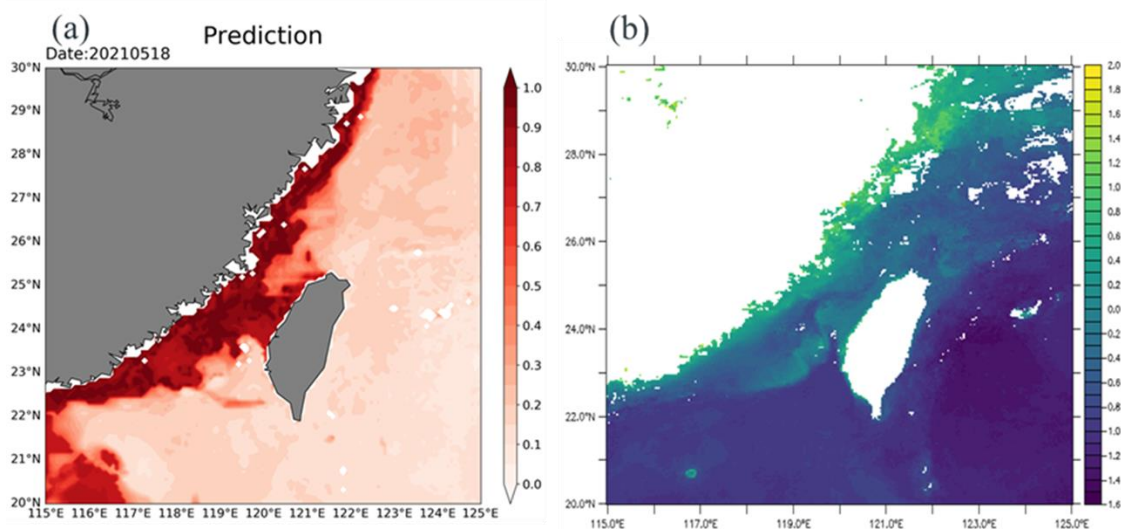 (a)
Prediction
Date:20210518
30°N
29°N
28°N
27°N
26°N
25°N
24°N
23°N
22°N
21°N
20°N
115°E 116°E 117°E 118°E 119°E 120°E 121°E 122°E 123°E 124°E 125°E
1.0
0.9
0.8
0.7
0.6
0.5
0.4
0.3
0.2
0.1
0.0
(b)
30.0°N
28.0°N
26.0°N
24.0°N
22.0°N
20.0°N
115.0°E 117.0°E 119.0°E 121.0°E 123.0°E 125.0°E
2.0
1.8
1.6
1.4
1.2
1.0
0.8
0.6
0.4
0.2
0.0
0.2
0.4
0.6
0.8
1.0
1.2
1.4
1.6